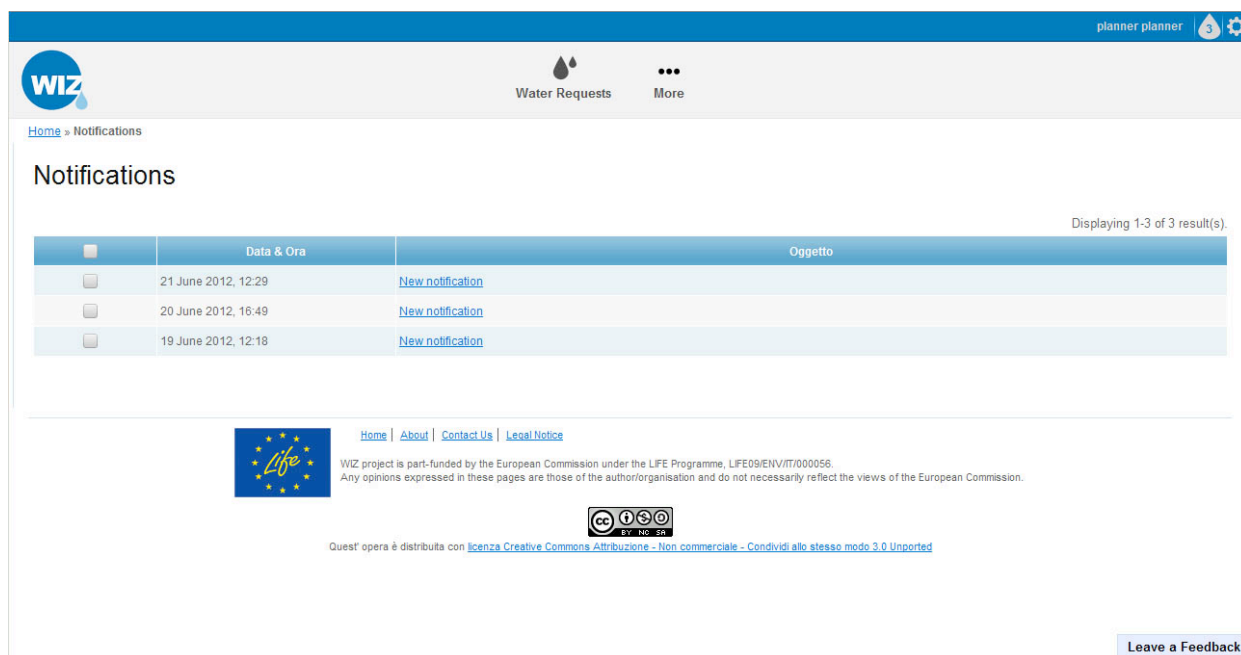 planner planner 3
WIZ
Water Requests
More
Home » Notifications
Notifications
Displaying 1-3 of 3 result(s).
Data & Ora Oggetto
21 June 2012, 12:29 New notification
20 June 2012, 16:49 New notification
19 June 2012, 12:18 New notification
Life
Home | About | Contact Us | Legal Notice
WIZ project is part-funded by the European Commission under the LIFE Programme, LIFE09/ENV/IT/000056.
Any opinions expressed in these pages are those of the author/organisation and do not necessarily reflect the views of the European Commission.
cc
BY NC SA
Quest' opera è distribuita con licenza Creative Commons Attribuzione - Non commerciale - Condividi allo stesso modo 3.0 Unported
Leave a Feedback